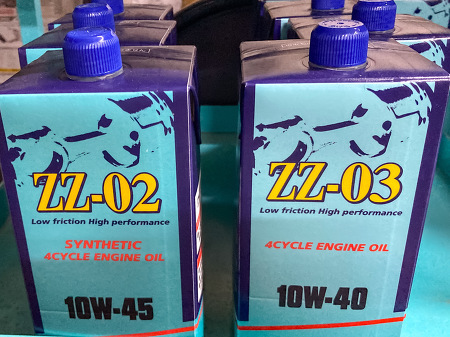 ZZ-02
Low friction High performance
SYNTHETIC
4CYCLE ENGINE OIL
10W-45
ZZ-03
Low friction High performance
4CYCLE ENGINE OIL
10W-40